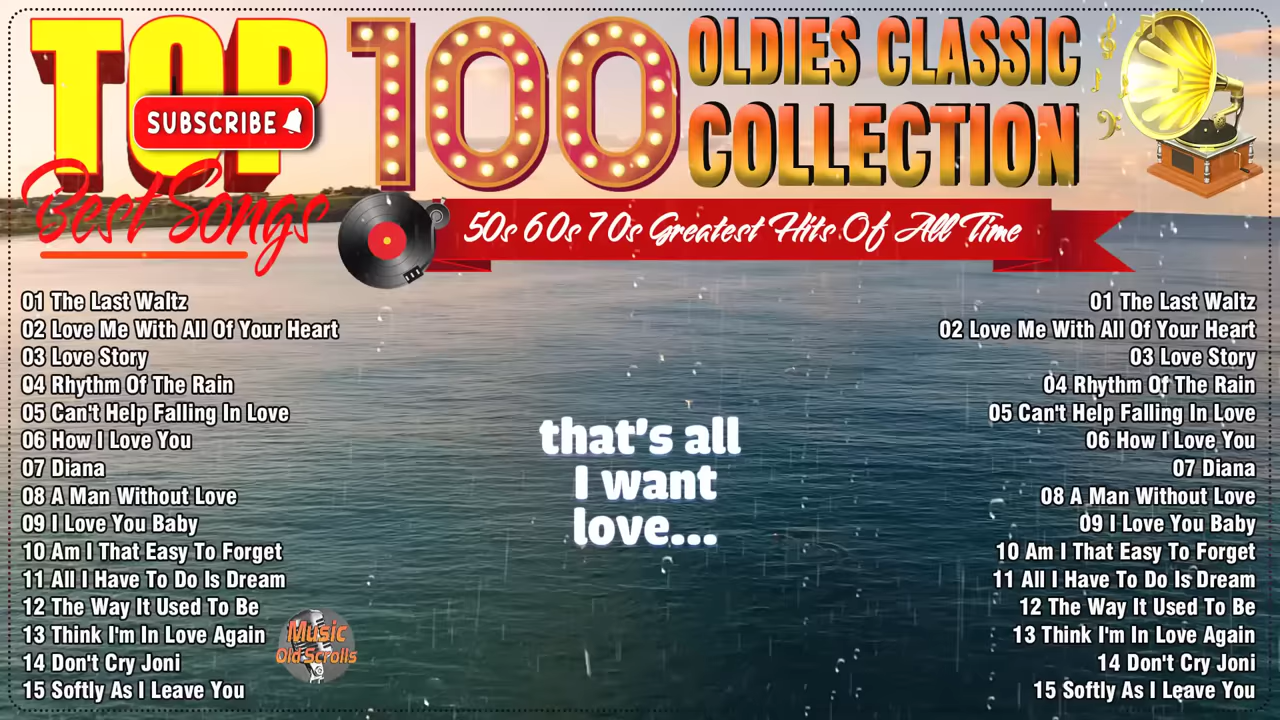 TOP
100
OLDIES CLASSIC
COLLECTION
SUBSCRIBE
Best Songs
50s 60s 70s Greatest Hits Of All Time
01 The Last Waltz
02 Love Me With All Of Your Heart
03 Love Story
04 Rhythm Of The Rain
05 Can't Help Falling In Love
06 How I Love You
07 Diana
08 A Man Without Love
09 I Love You Baby
10 Am I That Easy To Forget
11 All I Have To Do Is Dream
12 The Way It Used To Be
13 Think I'm In Love Again
14 Don't Cry Joni
15 Softly As I Leave You
Music
Old Scrolls
that's all
I want
love...
01 The Last Waltz
02 Love Me With All Of Your Heart
03 Love Story
04 Rhythm Of The Rain
05 Can't Help Falling In Love
06 How I Love You
07 Diana
08 A Man Without Love
09 I Love You Baby
10 Am I That Easy To Forget
11 All I Have To Do Is Dream
12 The Way It Used To Be
13 Think I'm In Love Again
14 Don't Cry Joni
15 Softly As I Leave You